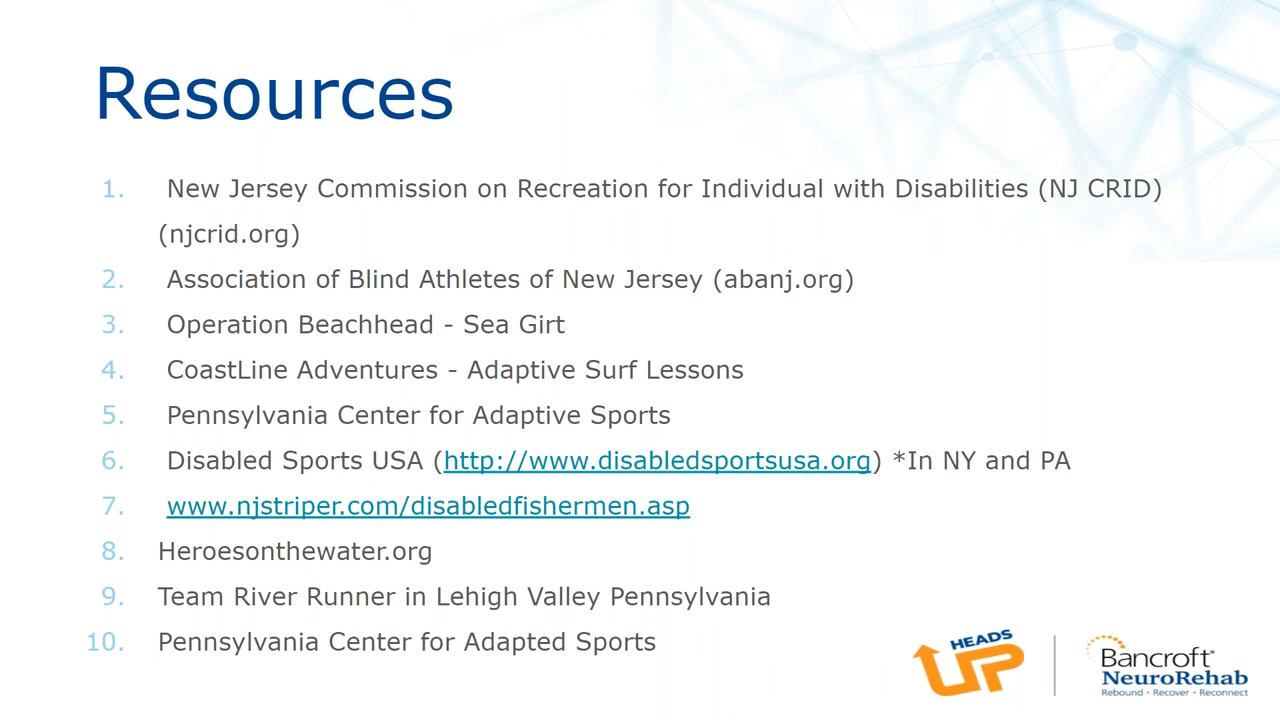 Resources
1. New Jersey Commission on Recreation for Individual with Disabilities (NJ CRID)
(njcrid.org)
2. Association of Blind Athletes of New Jersey (abanj.org)
3. Operation Beachhead - Sea Girt
4. CoastLine Adventures - Adaptive Surf Lessons
5. Pennsylvania Center for Adaptive Sports
6. Disabled Sports USA (http://www.disabledsportsusa.org) *In NY and PA
7. www.njstriper.com/disabledfishermen.asp
8. Heroesonthewater.org
9. Team River Runner in Lehigh Valley Pennsylvania
10. Pennsylvania Center for Adapted Sports
HEADS
UP
Bancroft®
NeuroRehab
Rebound • Recover • Reconnect